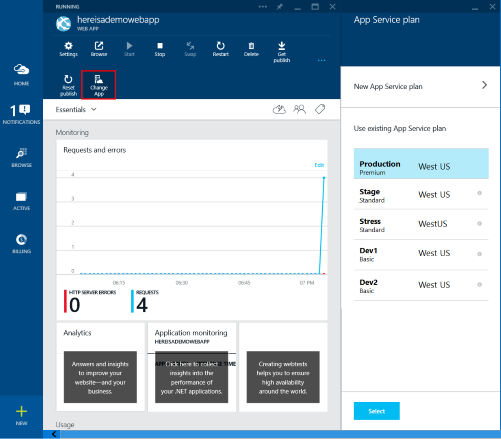 RUNNING
hereisademowebapp
WEB APP
Settings
Browse
Start
Stop
Swap
Restart
Delete
Get
publish
Reset
publish
Change
App
HOME
1
NOTIFICATIONS
BROWSE
ACTIVE
BILLING
NEW
Essentials
Monitoring
Requests and errors
Edit
4
3
2
1
0
06:15
06:30
06:45
07 PM
HTTP SERVER ERRORS
0
REQUESTS
4
Analytics
Answers and insights
to improve your
website—and your
business.
Application monitoring
HEREISADEMOWEBAPP
Click here to collect
insights into the
performance of
your .NET applications.
Creating webtests
helps you to ensure
high availability
around the world.
Usage
App Service plan
New App Service
plan
Use existing App Service plan
Production
Premium
West US
Stage
Standard
West US
Stress
Standard
WestUS
Dev1
Basic
West US
Dev2
Basic
West US
Select